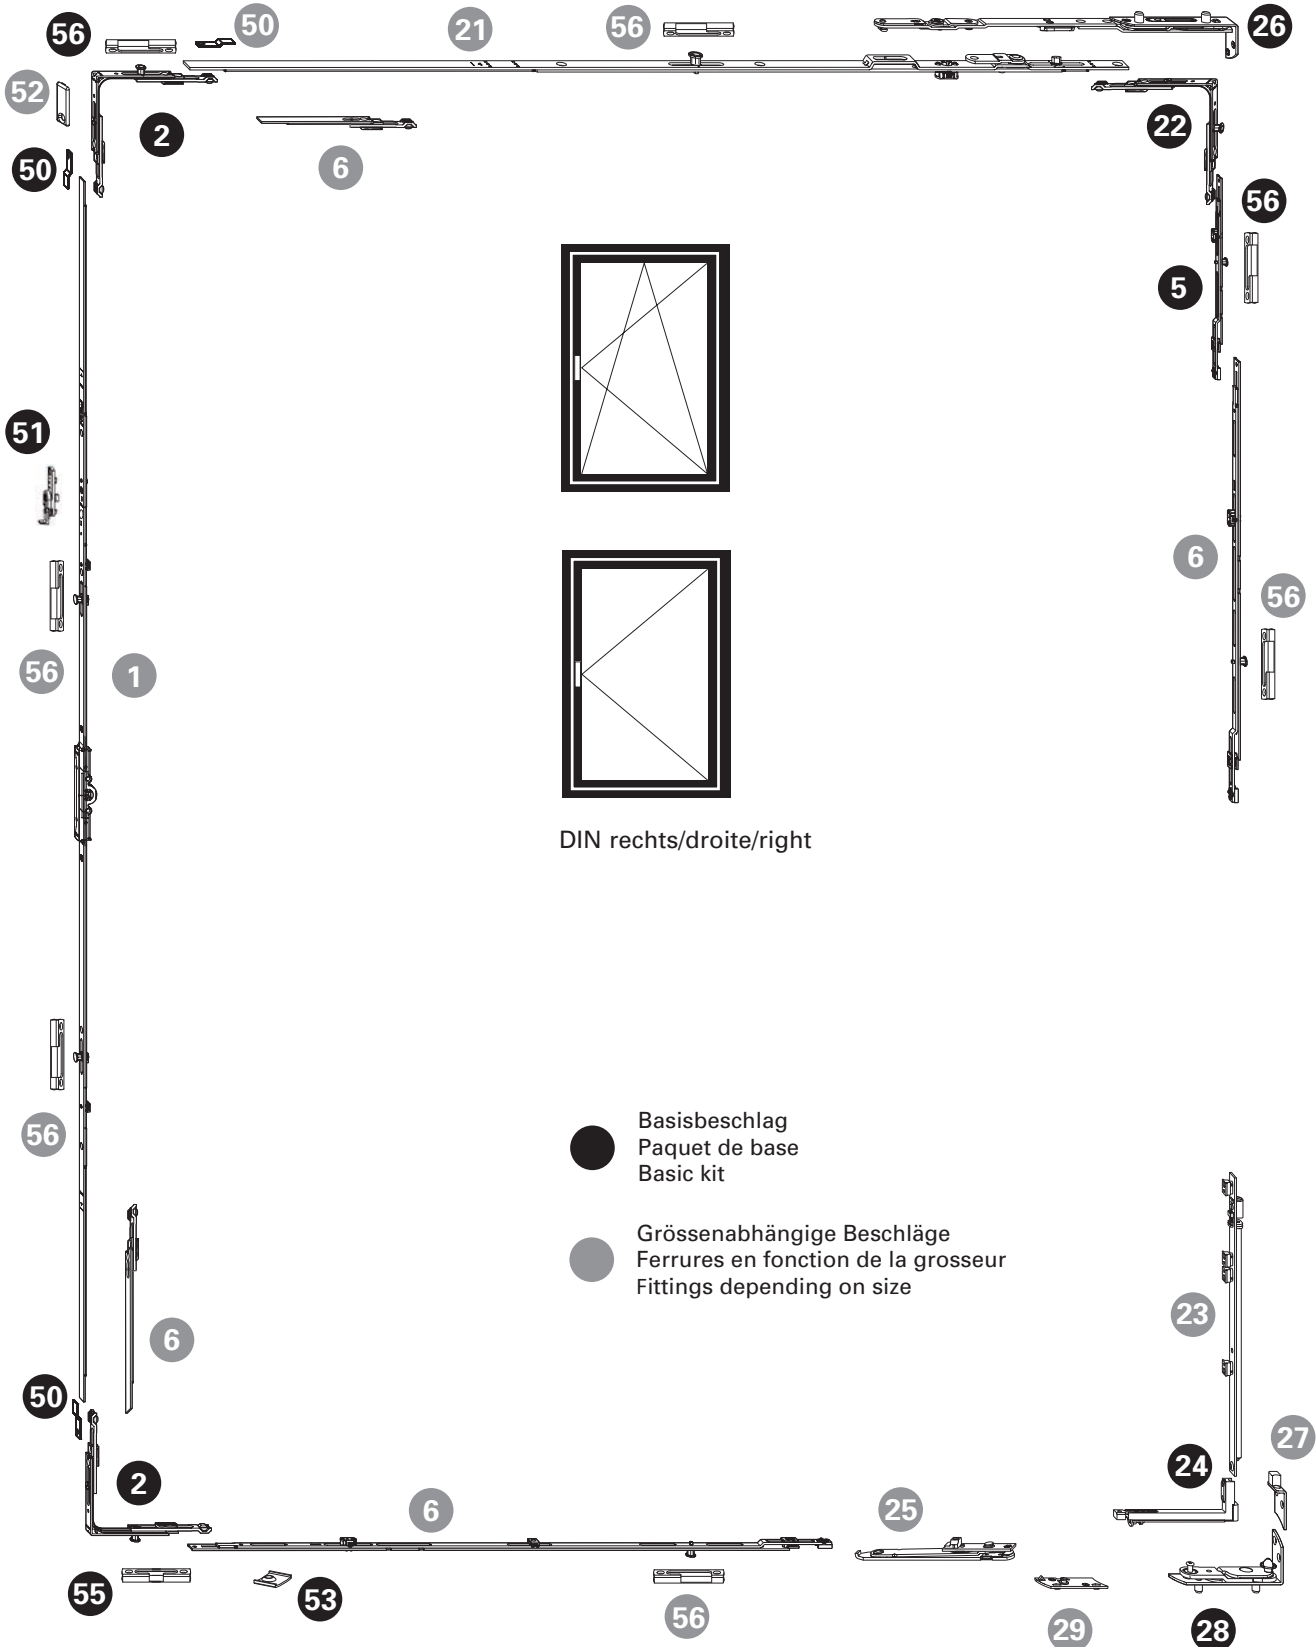 56 50 21 56 26
52 2 22
50 6 56
5
51
6
56
56 1
DIN rechts/droite/right
56
Basisbeschlag
Paquet de base
Basic kit
Grössenabhängige Beschläge
Ferrures en fonction de la grosseur
Fittings depending on size
23
6
50 27
2 24
6 25
55 53 56 29 28